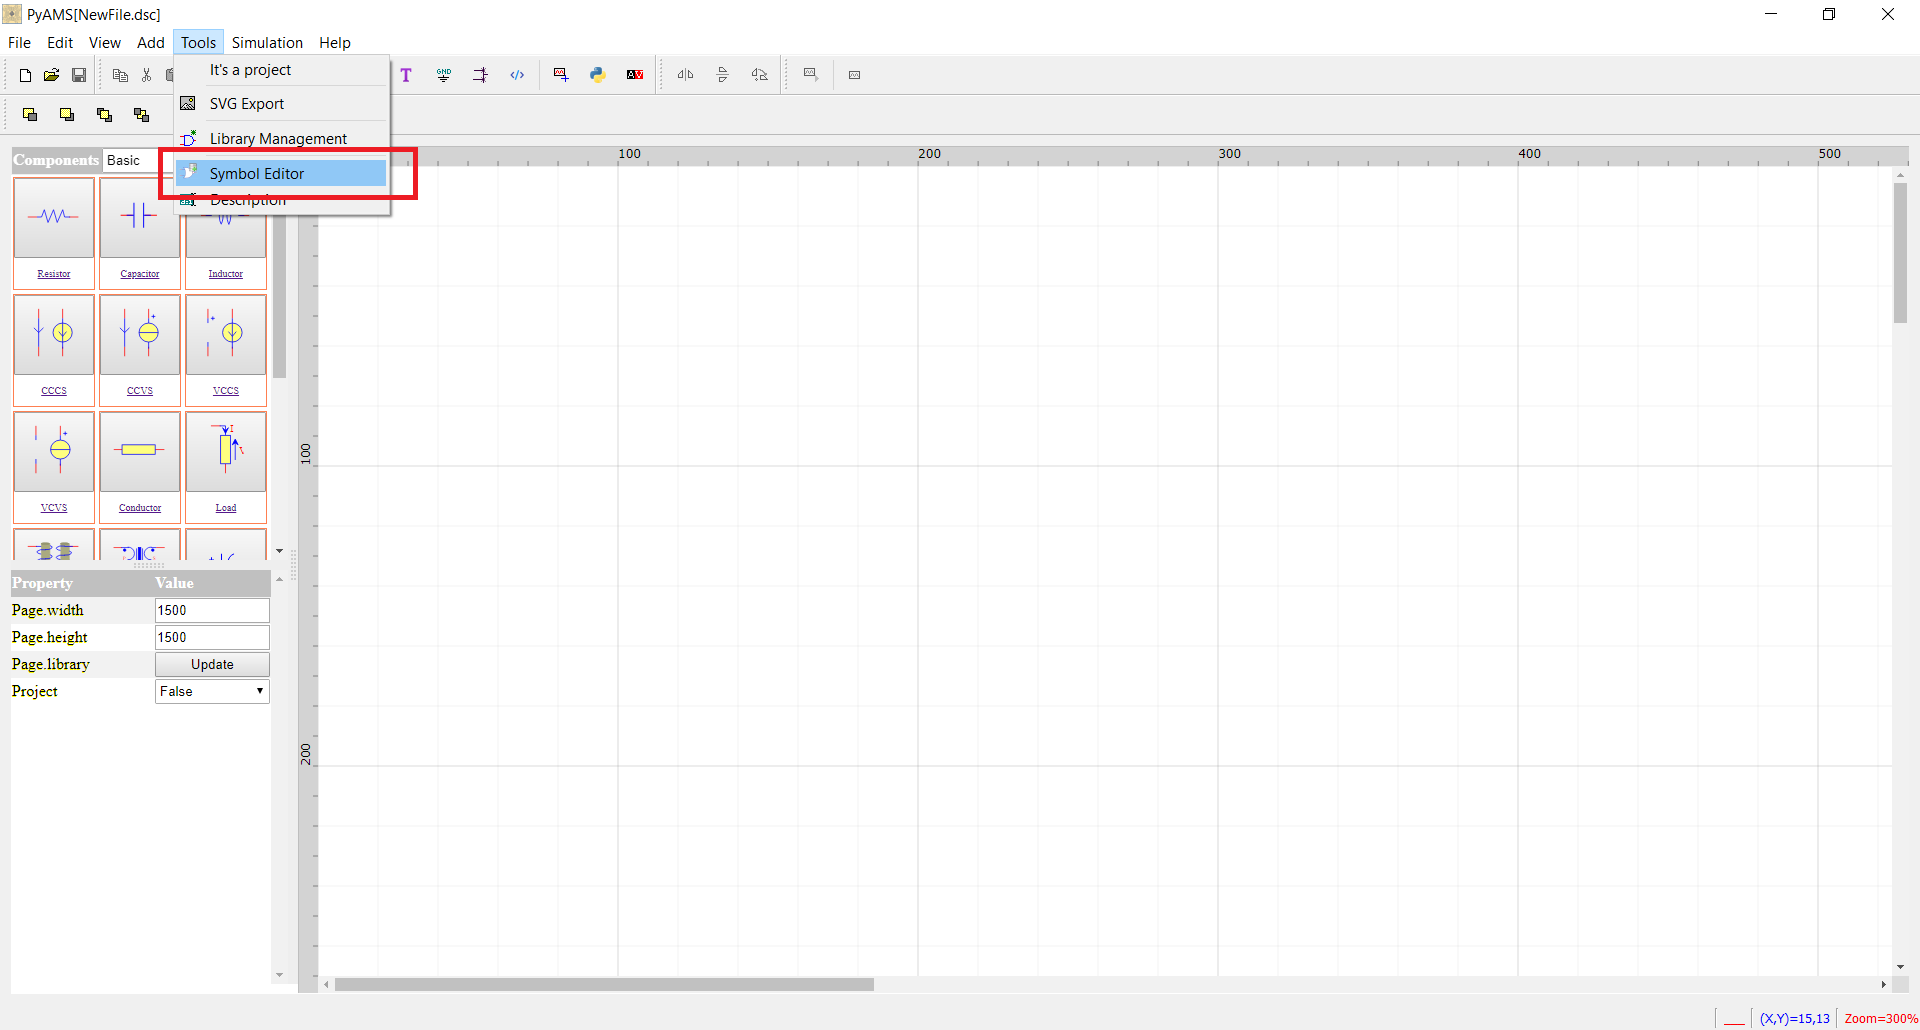 PyAMS[NewFile.dsc]
File Edit View Add Tools Simulation Help
It's a project
SVG Export
Library Management
Symbol Editor
Description
T GND </> AV
Components Basic
100 200 300 400 500
Resistor Capacitor Inductor
CCCS CCVS VCCS
VCVS Conductor Load
100
200
Property Value
Page.width 1500
Page.height 1500
Page.library Update
Project False
(X,Y)=15,13 Zoom=300%